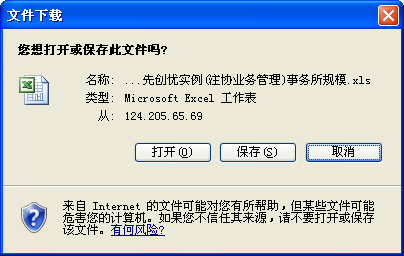 文件下载
您想打开或保存此文件吗?
名称: ...先创优实例(注协业务管理)事务所规模.xls
类型: Microsoft Excel 工作表
从: 124.205.65.69
打开(O) 保存(S) 取消
来自 Internet 的文件可能对您有所帮助,但某些文件可能
危害您的计算机。如果您不信任其来源,请不要打开或保存
该文件。有何风险?